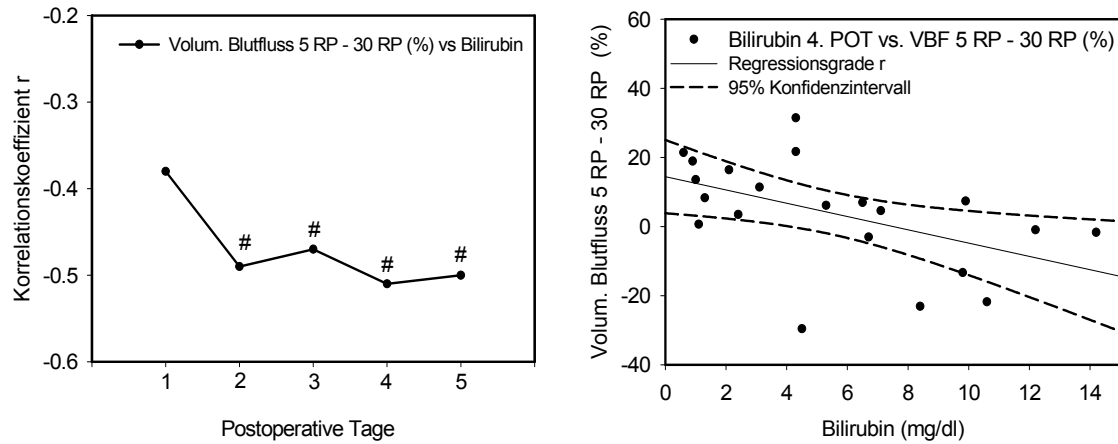 -0.2
-0.3
-0.4
-0.5
-0.6
Korrelationskoeffizient r
Volum. Blutfluss 5 RP - 30 RP (%) vs Bilirubin
#
#
#
#
1 2 3 4 5
Postoperative Tage
60
40
20
0
-20
-40
Volum. Blutfluss 5 RP - 30 RP (%)
Bilirubin 4. POT vs. VBF 5 RP - 30 RP (%)
Regressionsgrade r
95% Konfidenzintervall
0 2 4 6 8 10 12 14
Bilirubin (mg/dl)